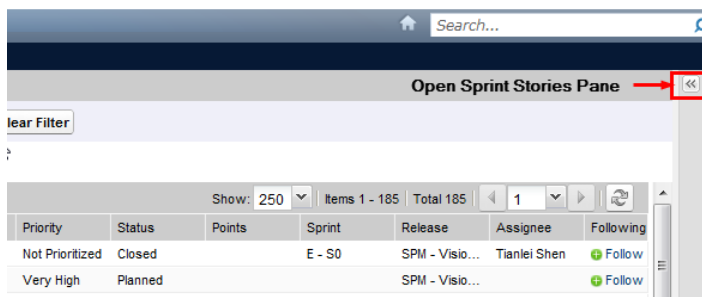 Search...
Open Sprint Stories Pane
lear Filter
Show: 250 Items 1 - 185 Total 185 1
Priority Status Points Sprint Release Assignee Following
Not Prioritized Closed E - S0 SPM - Visio... Tianlei Shen Follow
Very High Planned SPM - Visio... Follow